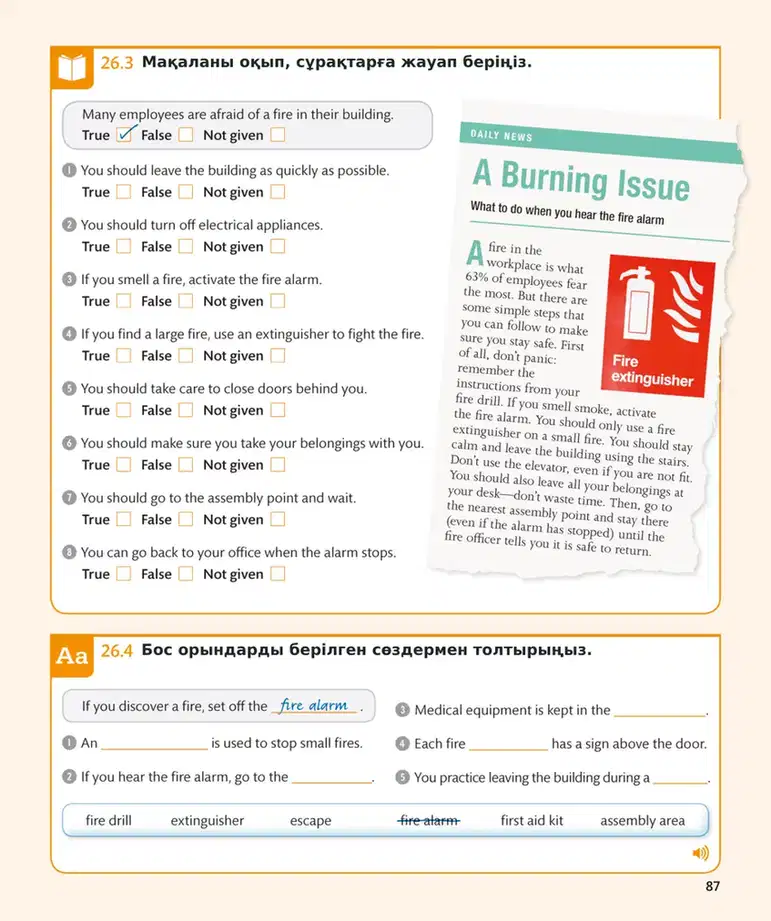 26.3 Мақаланы оқып, сұрақтарға жауап беріңіз.
Many employees are afraid of a fire in their building.
True ✓ False Not given
1 You should leave the building as quickly as possible.
True False Not given
2 You should turn off electrical appliances.
True False Not given
3 If you smell a fire, activate the fire alarm.
True False Not given
4 If you find a large fire, use an extinguisher to fight the fire.
True False Not given
5 You should take care to close doors behind you.
True False Not given
6 You should make sure you take your belongings with you.
True False Not given
7 You should go to the assembly point and wait.
True False Not given
8 You can go back to your office when the alarm stops.
True False Not given
DAILY NEWS
A Burning Issue
What to do when you hear the fire alarm
A fire in the
workplace is what
63% of employees fear
the most. But there are
some simple steps that
you can follow to make
sure you stay safe. First
of all, don't panic:
remember the
instructions from your
fire drill. If you smell smoke, activate
the fire alarm. You should only use a fire
extinguisher on a small fire. You should stay
calm and leave the building using the stairs.
Don't use the elevator, even if you are not fit.
You should also leave all your belongings at
your desk—don't waste time. Then, go to
the nearest assembly point and stay there
(even if the alarm has stopped) until the
fire officer tells you it is safe to return.
Fire
extinguisher
Aa 26.4 Бос орындарды берілген сөздермен толтырыңыз.
If you discover a fire, set off the fire alarm .
1 An ______ is used to stop small fires.
2 If you hear the fire alarm, go to the ______.
3 Medical equipment is kept in the ______.
4 Each fire ______ has a sign above the door.
5 You practice leaving the building during a ______.
fire drill extinguisher escape fire alarm first aid kit assembly area
87